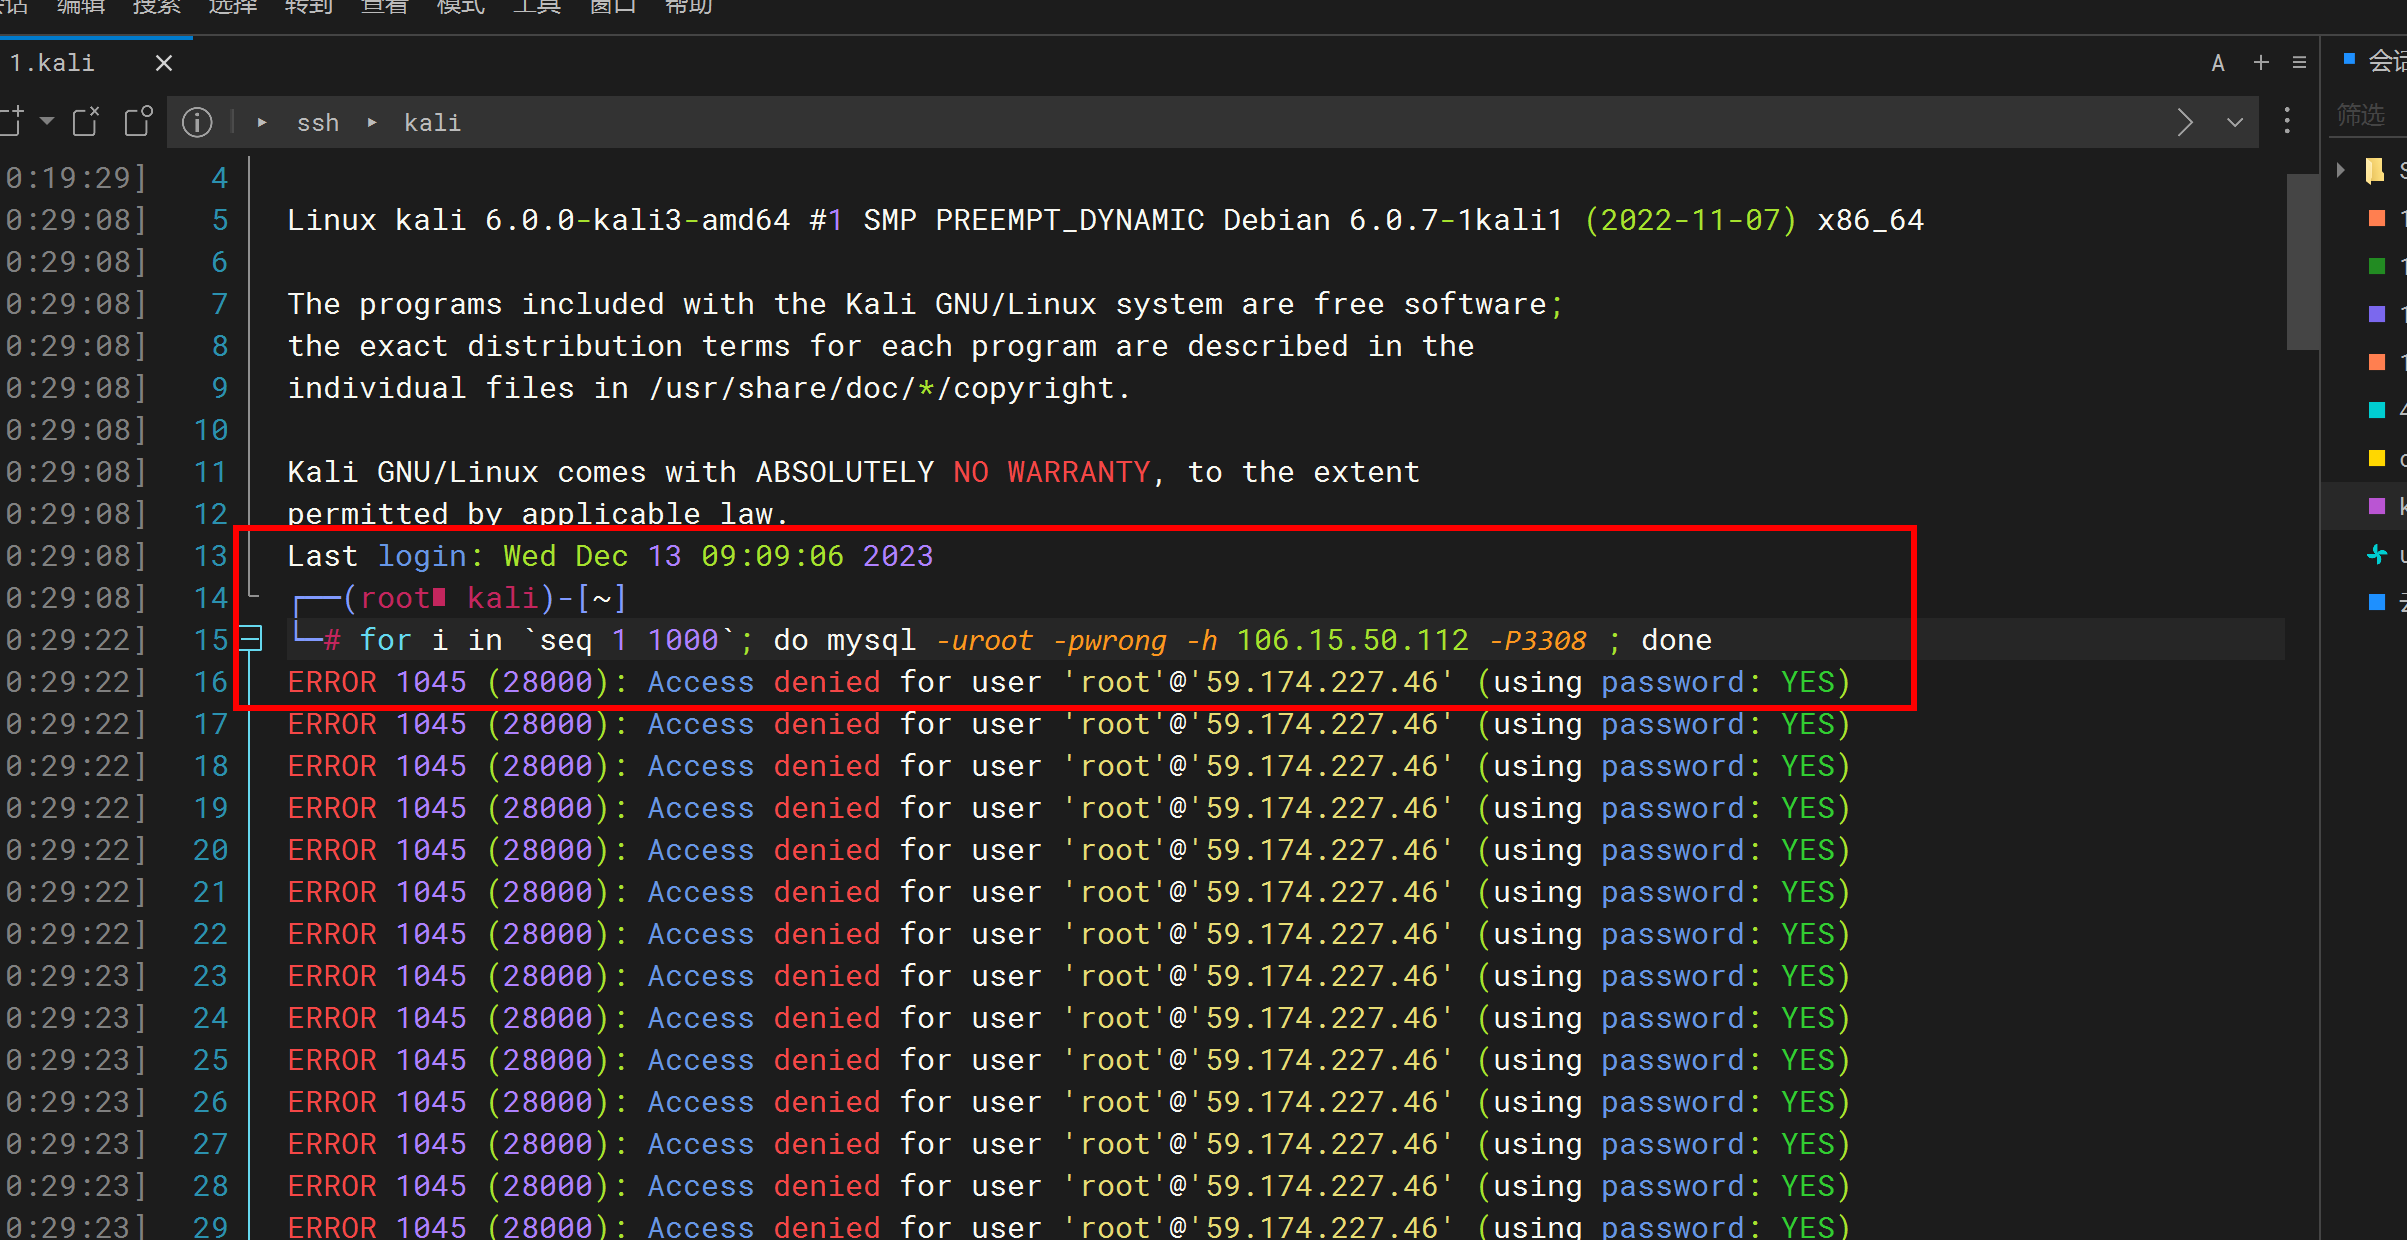 编辑 搜索 选择 转到 查看 模式 工具 窗口 帮助
1.kali
A
ssh kali
筛选
0:19:29] 4
0:29:08] 5 Linux kali 6.0.0-kali3-amd64 #1 SMP PREEMPT_DYNAMIC Debian 6.0.7-1kali1 (2022-11-07) x86_64
0:29:08] 6
0:29:08] 7 The programs included with the Kali GNU/Linux system are free software;
0:29:08] 8 the exact distribution terms for each program are described in the
0:29:08] 9 individual files in /usr/share/doc/*/copyright.
0:29:08] 10
0:29:08] 11 Kali GNU/Linux comes with ABSOLUTELY NO WARRANTY, to the extent
0:29:08] 12 permitted by applicable law.
0:29:08] 13 Last login: Wed Dec 13 09:09:06 2023
0:29:08] 14 ┌──(root kali)-[~]
0:29:22] 15 └─# for i in `seq 1 1000`; do mysql -uroot -pwrong -h 106.15.50.112 -P3308 ; done
0:29:22] 16 ERROR 1045 (28000): Access denied for user 'root'@'59.174.227.46' (using password: YES)
0:29:22] 17 ERROR 1045 (28000): Access denied for user 'root'@'59.174.227.46' (using password: YES)
0:29:22] 18 ERROR 1045 (28000): Access denied for user 'root'@'59.174.227.46' (using password: YES)
0:29:22] 19 ERROR 1045 (28000): Access denied for user 'root'@'59.174.227.46' (using password: YES)
0:29:22] 20 ERROR 1045 (28000): Access denied for user 'root'@'59.174.227.46' (using password: YES)
0:29:22] 21 ERROR 1045 (28000): Access denied for user 'root'@'59.174.227.46' (using password: YES)
0:29:22] 22 ERROR 1045 (28000): Access denied for user 'root'@'59.174.227.46' (using password: YES)
0:29:23] 23 ERROR 1045 (28000): Access denied for user 'root'@'59.174.227.46' (using password: YES)
0:29:23] 24 ERROR 1045 (28000): Access denied for user 'root'@'59.174.227.46' (using password: YES)
0:29:23] 25 ERROR 1045 (28000): Access denied for user 'root'@'59.174.227.46' (using password: YES)
0:29:23] 26 ERROR 1045 (28000): Access denied for user 'root'@'59.174.227.46' (using password: YES)
0:29:23] 27 ERROR 1045 (28000): Access denied for user 'root'@'59.174.227.46' (using password: YES)
0:29:23] 28 ERROR 1045 (28000): Access denied for user 'root'@'59.174.227.46' (using password: YES)
0:29:23] 29 ERROR 1045 (28000): Access denied for user 'root'@'59.174.227.46' (using password: YES)